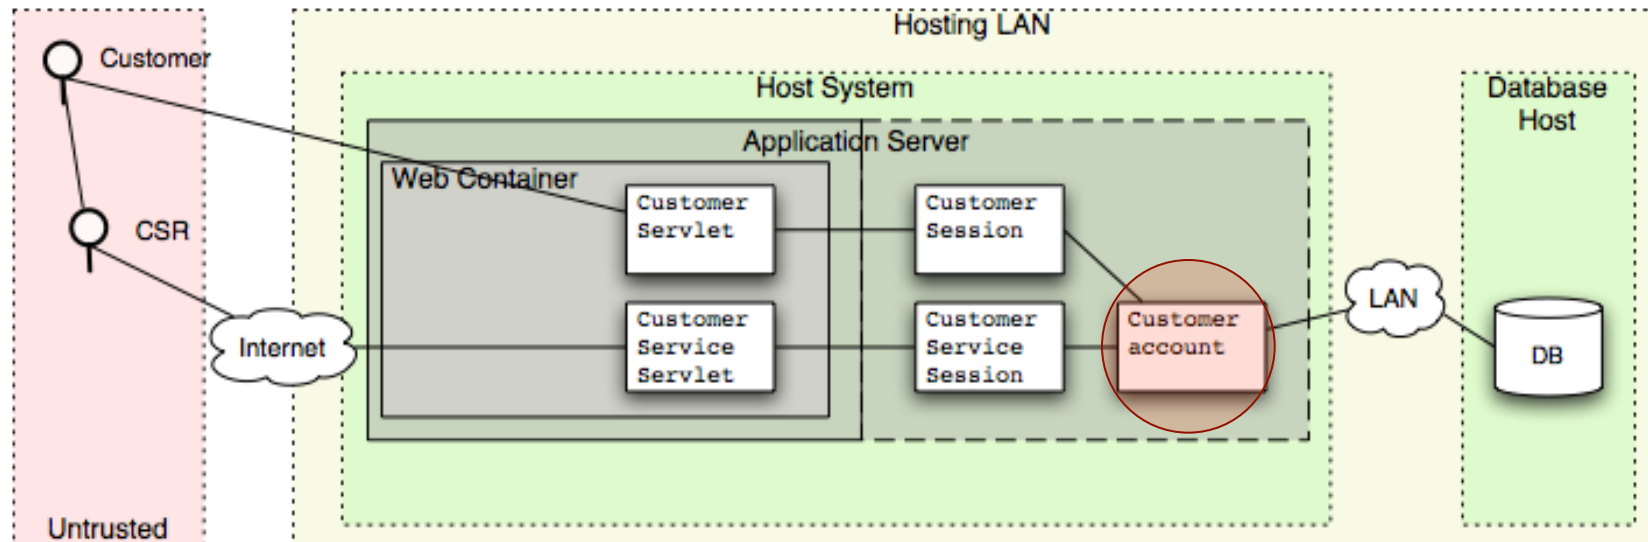 Hosting LAN
Customer
Host System
Database
Host
Application Server
Web Container
Customer
Servlet
Customer
Session
CSR
LAN
Internet
Customer
Service
Servlet
Customer
Service
Session
Customer
account
DB
Untrusted